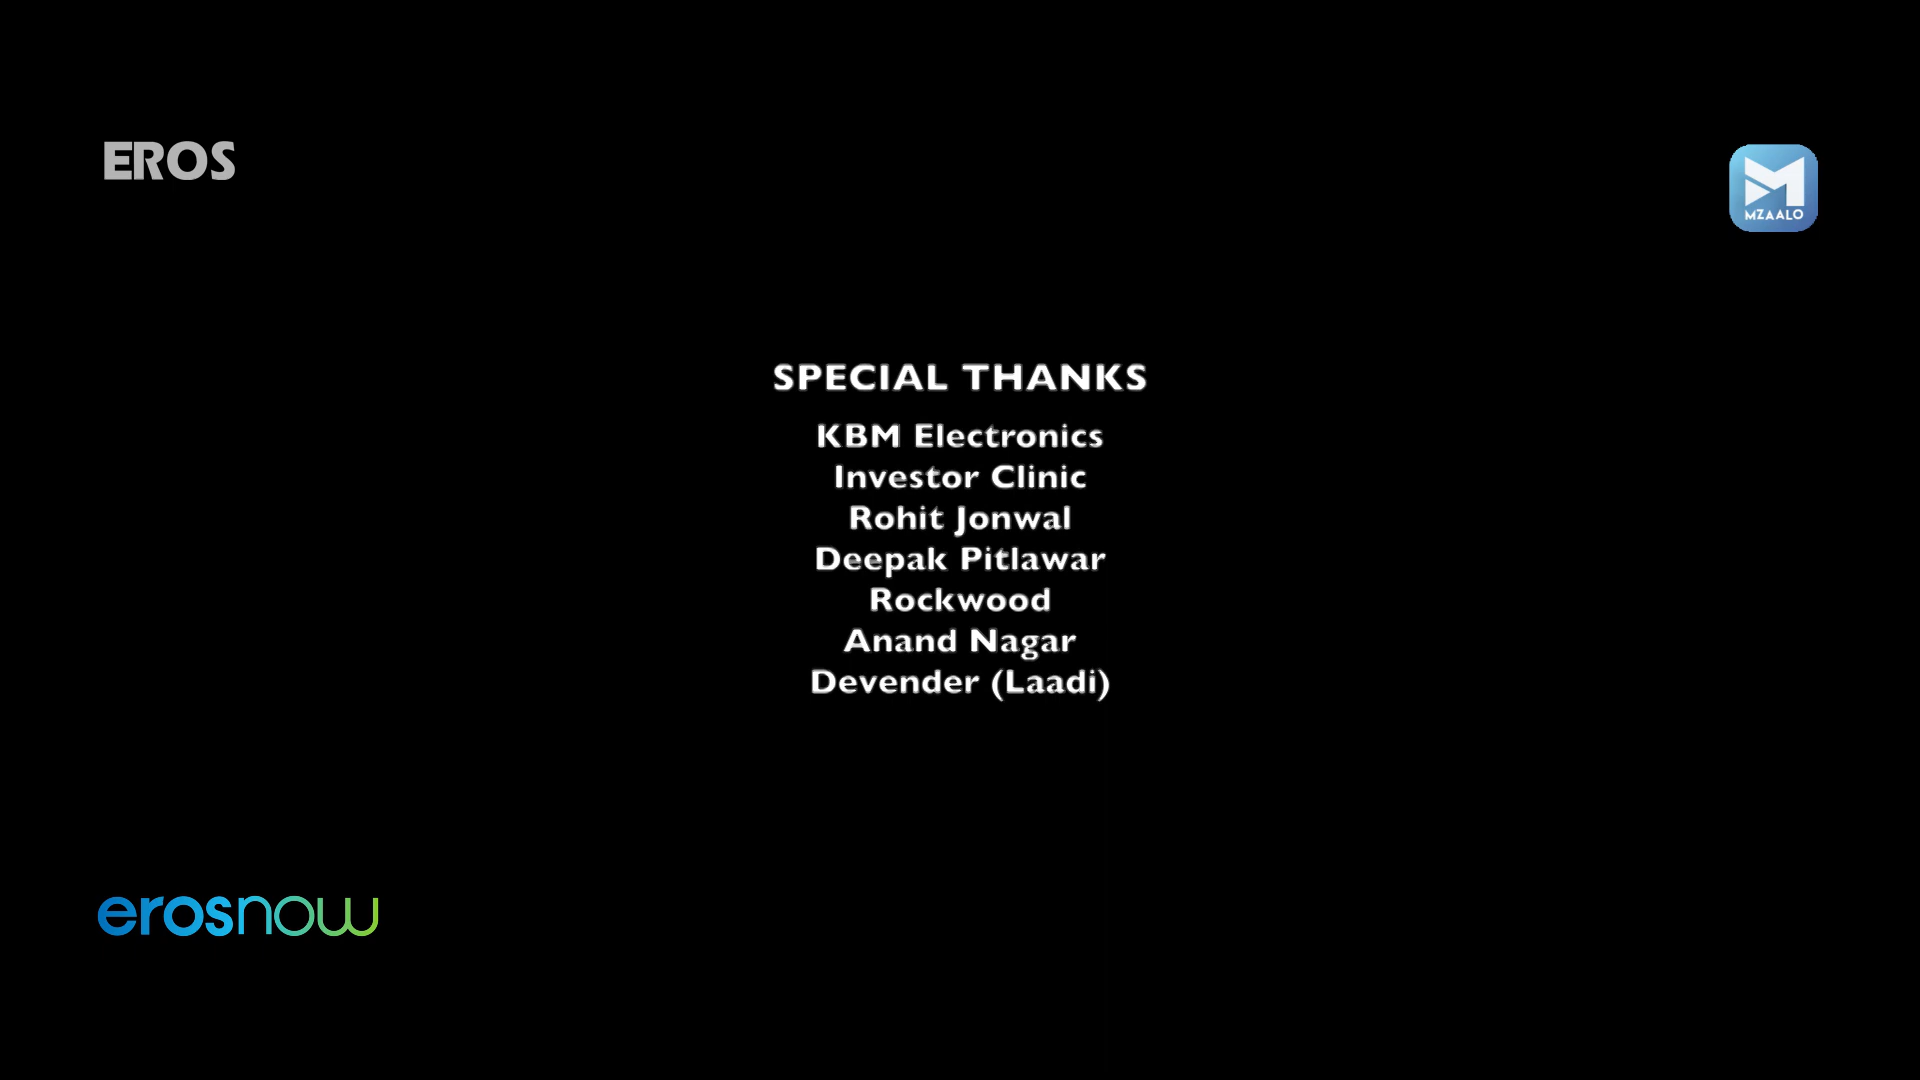 EROS
MZAALO
SPECIAL THANKS
KBM Electronics
Investor Clinic
Rohit Jonwal
Deepak Pitlawar
Rockwood
Anand Nagar
Devender (Laadi)
erosnow